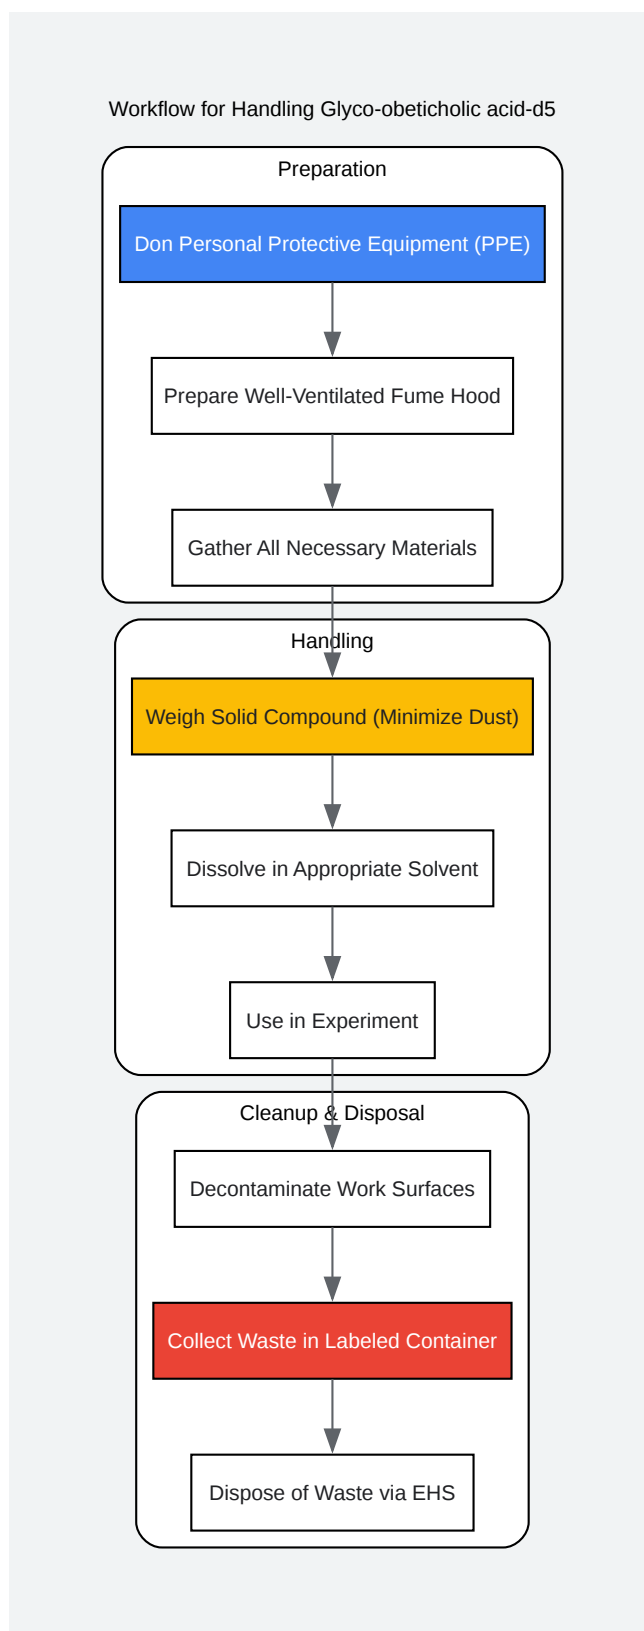 Workflow for Handling Glyco-obeticholic acid-d5
Preparation
Don Personal Protective Equipment (PPE)
Prepare Well-Ventilated Fume Hood
Gather All Necessary Materials
Handling
Weigh Solid Compound (Minimize Dust)
Dissolve in Appropriate Solvent
Use in Experiment
Cleanup & Disposal
Decontaminate Work Surfaces
Collect Waste in Labeled Container
Dispose of Waste via EHS